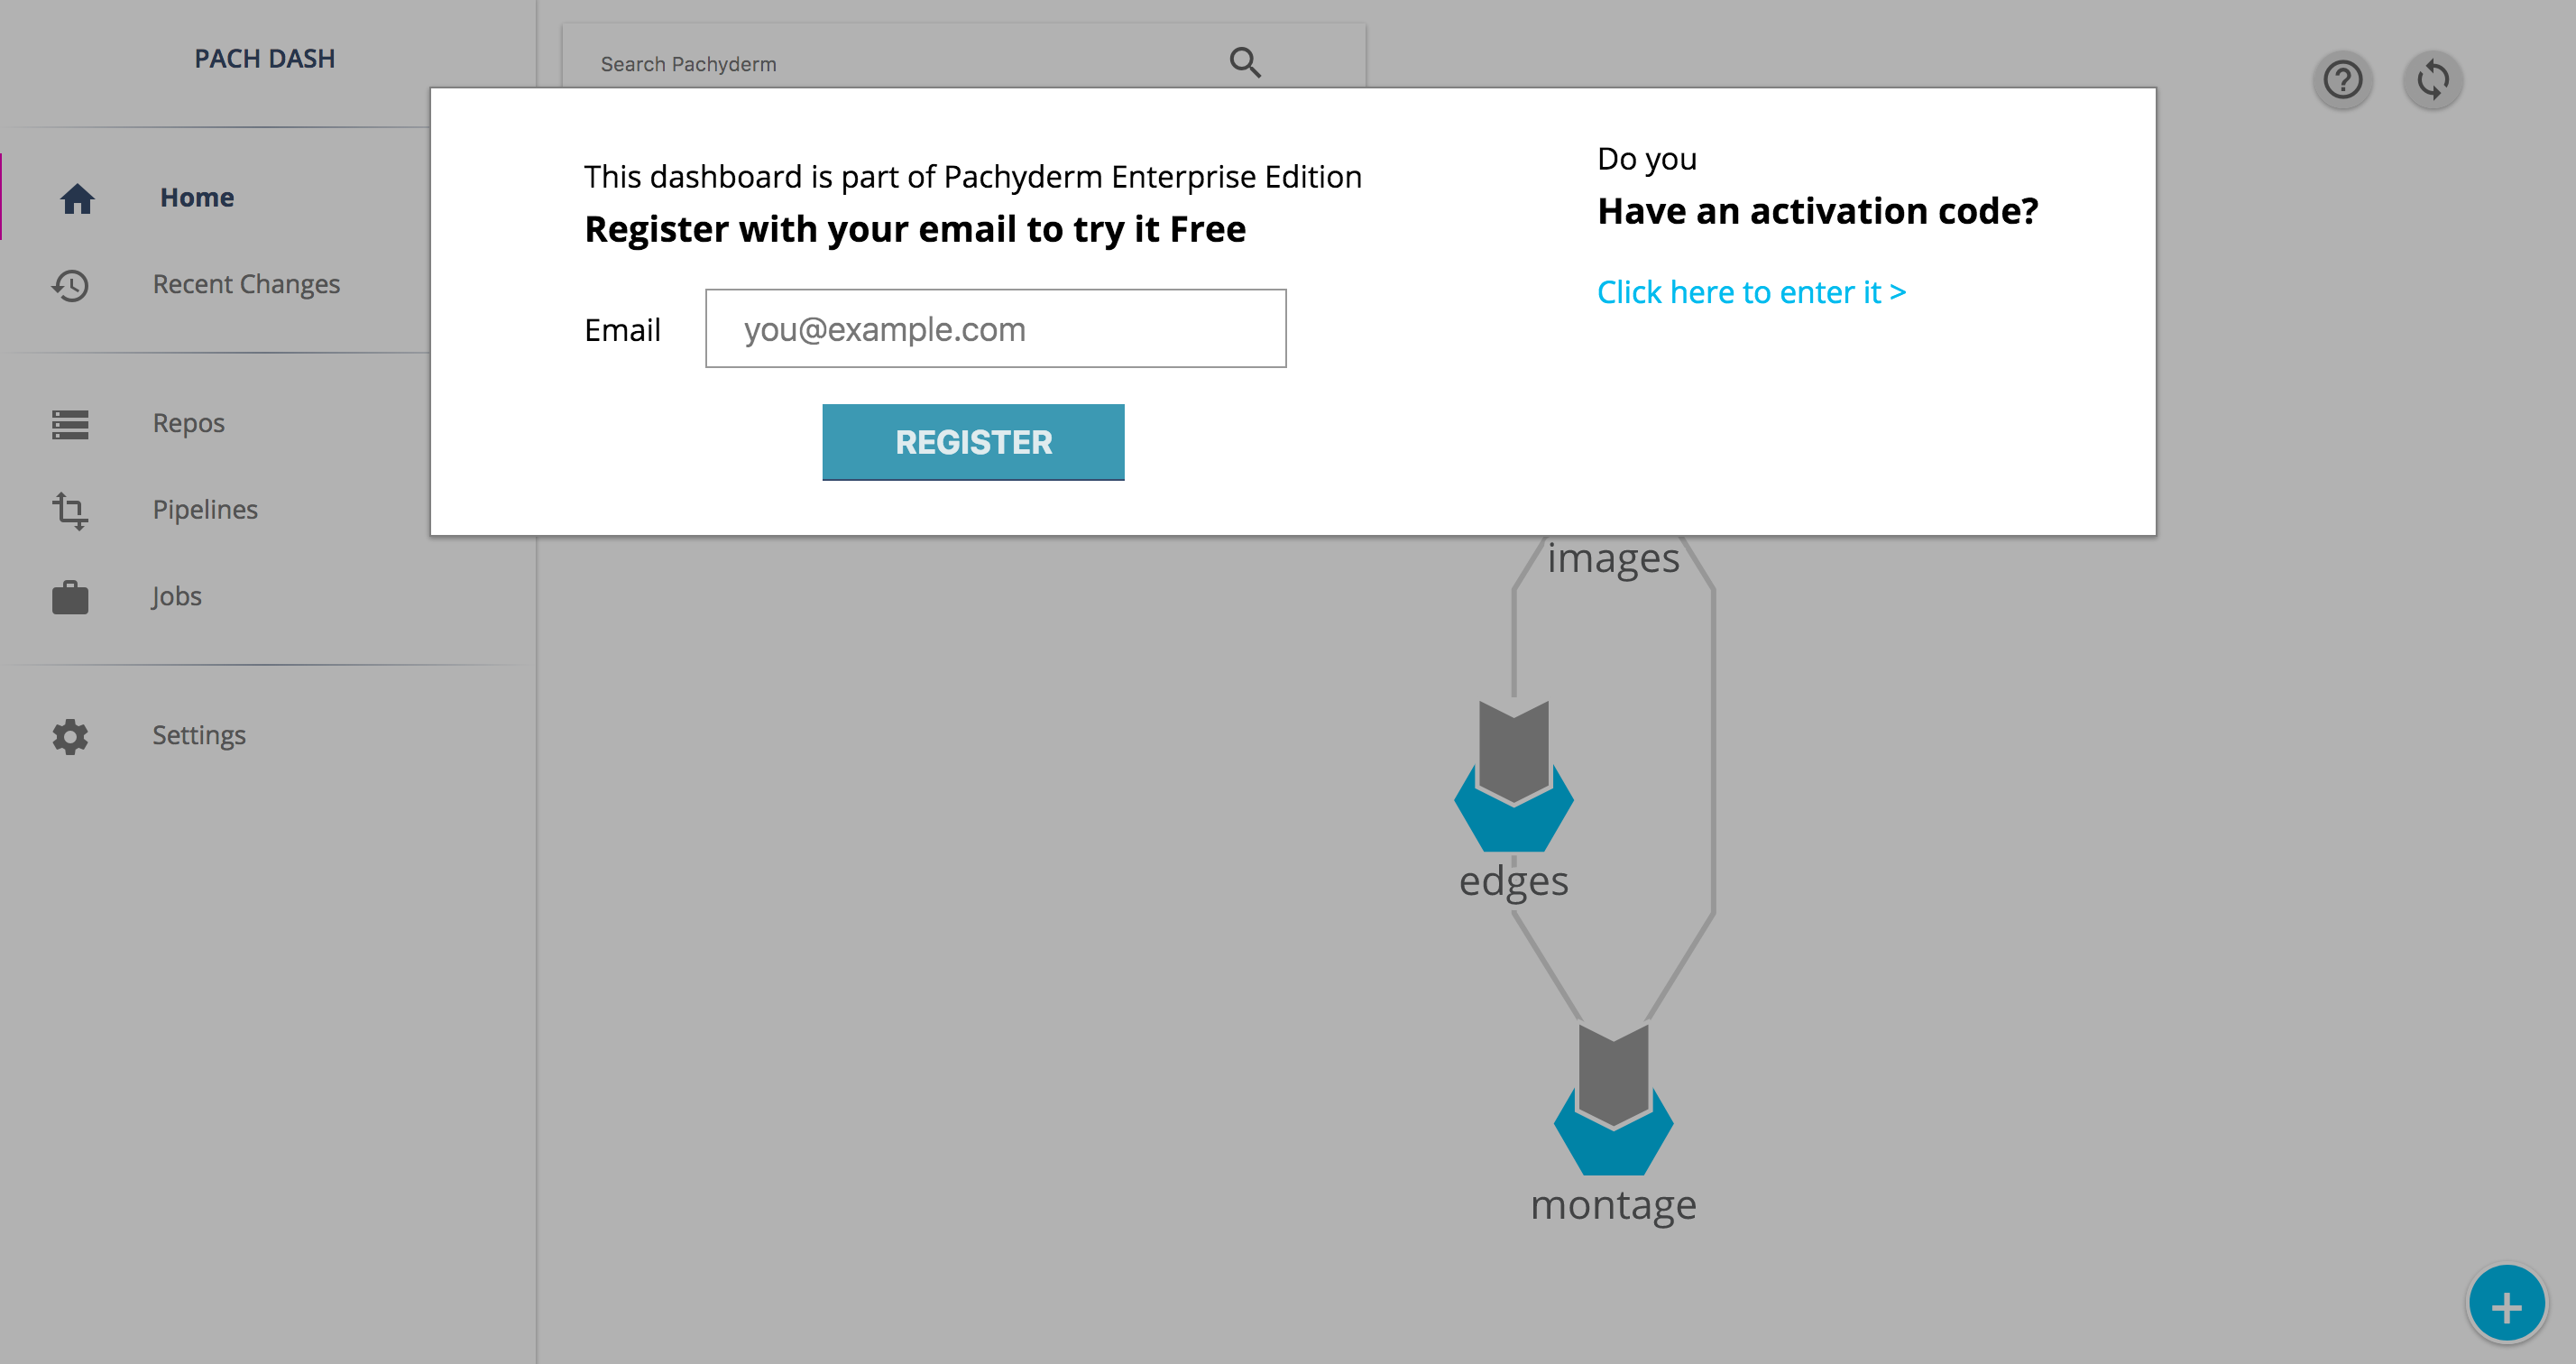 PACH DASH
Home
Recent Changes
Repos
Pipelines
Jobs
Settings
Search Pachyderm
This dashboard is part of Pachyderm Enterprise Edition
Register with your email to try it Free
Email
you@example.com
REGISTER
Do you
Have an activation code?
Click here to enter it >
images
edges
montage